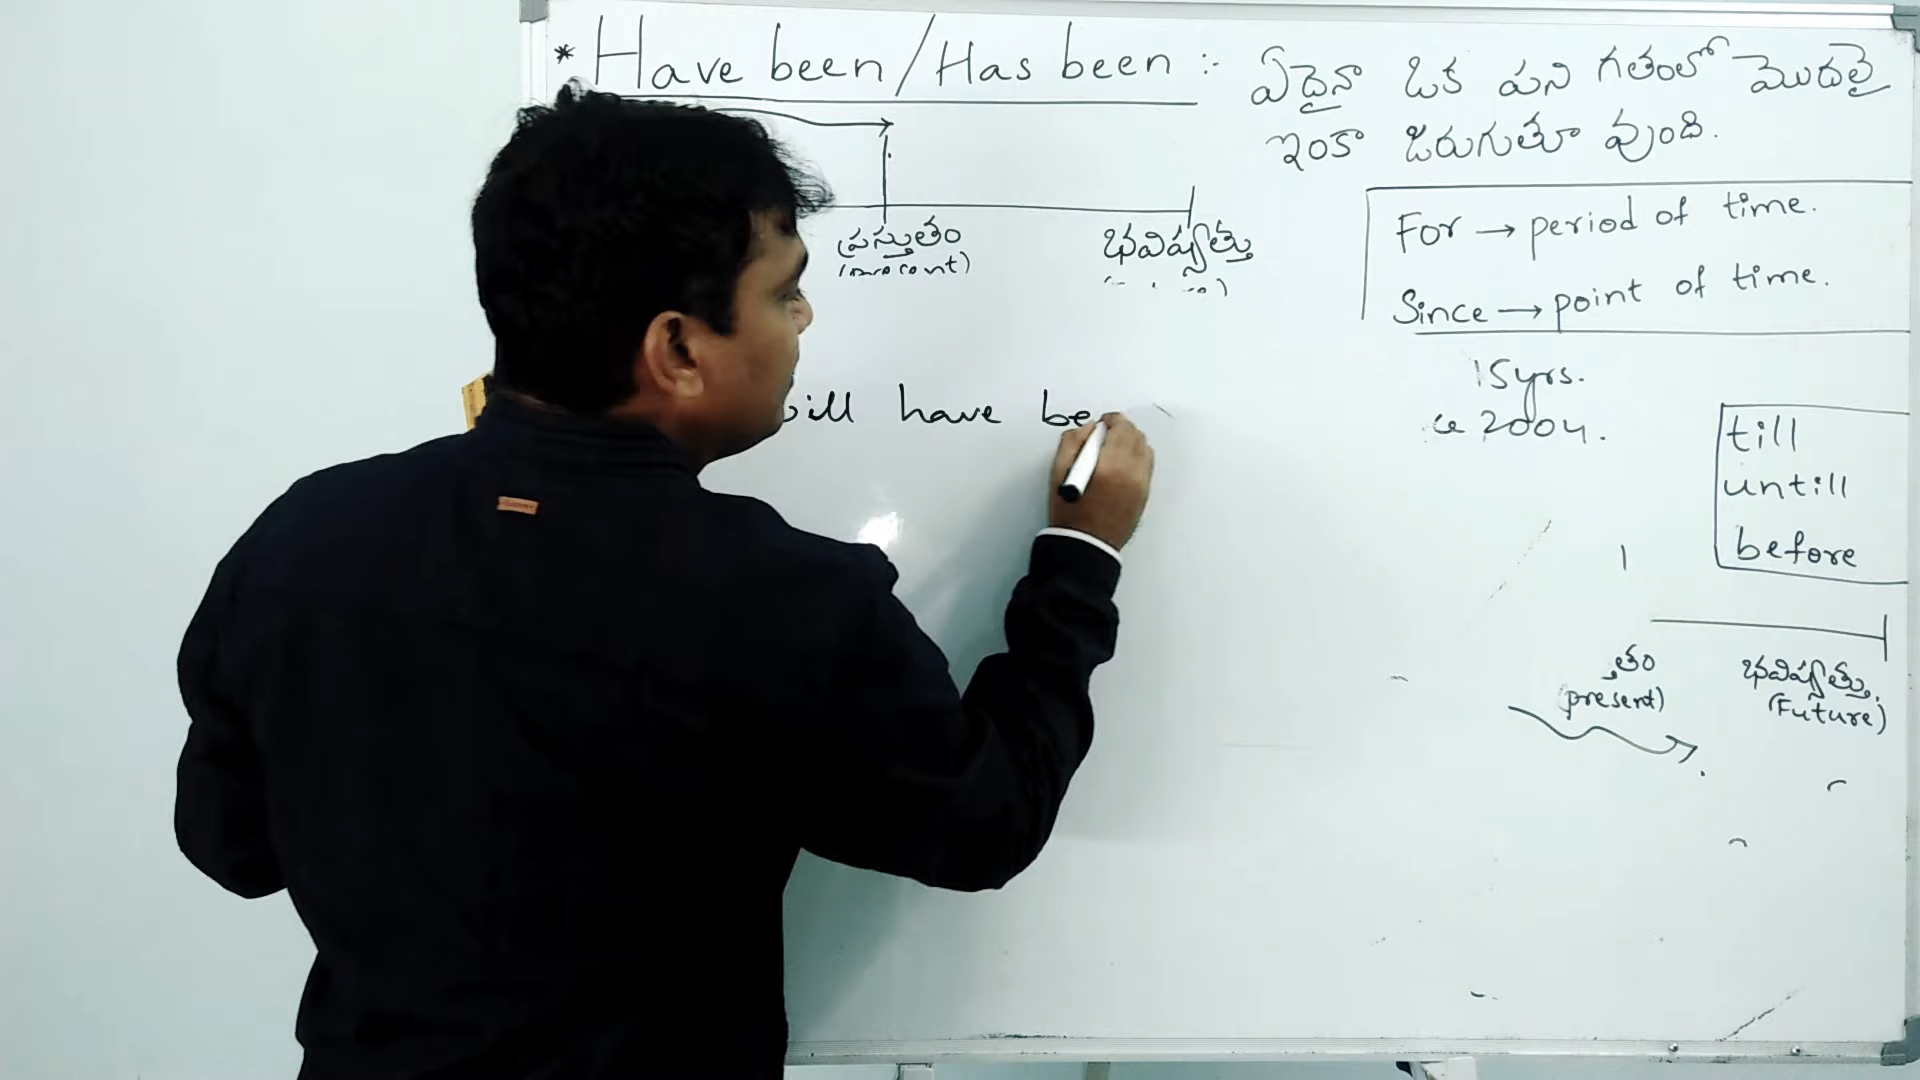 * Have been / Has been :- ఏదైనా ఒక పని గతంలో మొదలై
ఇంకా జరుగుతూ వుంది.
ప్రస్తుతం
భవిష్యత్తు
For → period of time.
Since → point of time.
15yrs.
2004.
till
untill
before
have be
భవిష్యత్తు.
(present)
(Future)